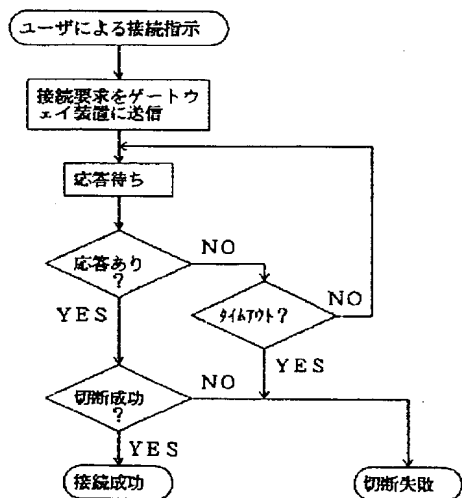 ユーザによる接続指示
接続要求をゲートウ
ェイ装置に送信
応答待ち
応答あり
?
NO
YES
タイムアウト?
NO
YES
切断成功
?
NO
YES
接続成功
切断失敗